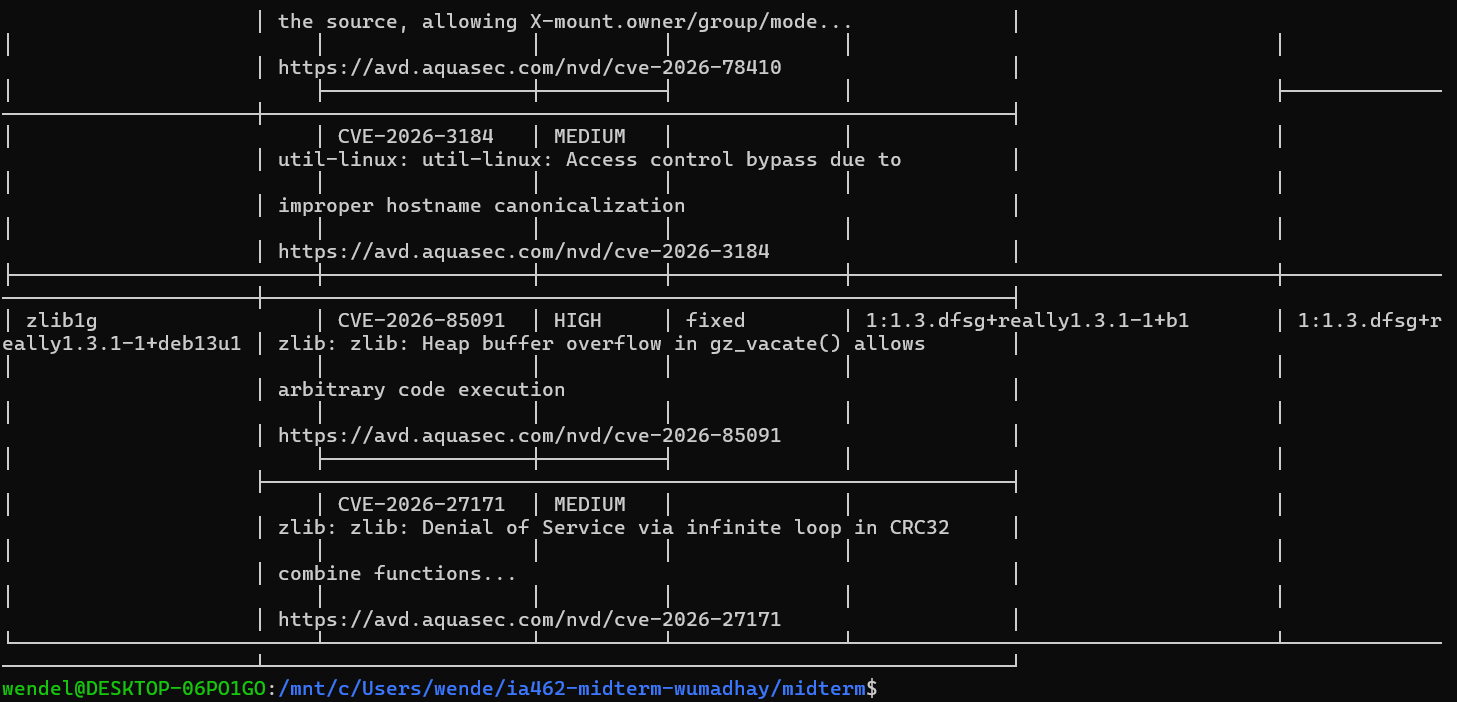 the source, allowing X-mount.owner/group/mode...
https://avd.aquasec.com/nvd/cve-2026-78410
CVE-2026-3184 MEDIUM
util-linux: util-linux: Access control bypass due to
improper hostname canonicalization
https://avd.aquasec.com/nvd/cve-2026-3184
zlib1g CVE-2026-85091 HIGH fixed 1:1.3.dfsg+really1.3.1-1+b1 1:1.3.dfsg+r
eally1.3.1-1+deb13u1 zlib: zlib: Heap buffer overflow in gz_vacate() allows
arbitrary code execution
https://avd.aquasec.com/nvd/cve-2026-85091
CVE-2026-27171 MEDIUM
zlib: zlib: Denial of Service via infinite loop in CRC32
combine functions...
https://avd.aquasec.com/nvd/cve-2026-27171
wendel@DESKTOP-06PO1GO:/mnt/c/Users/wende/ia462-midterm-wumadhay/midterm$